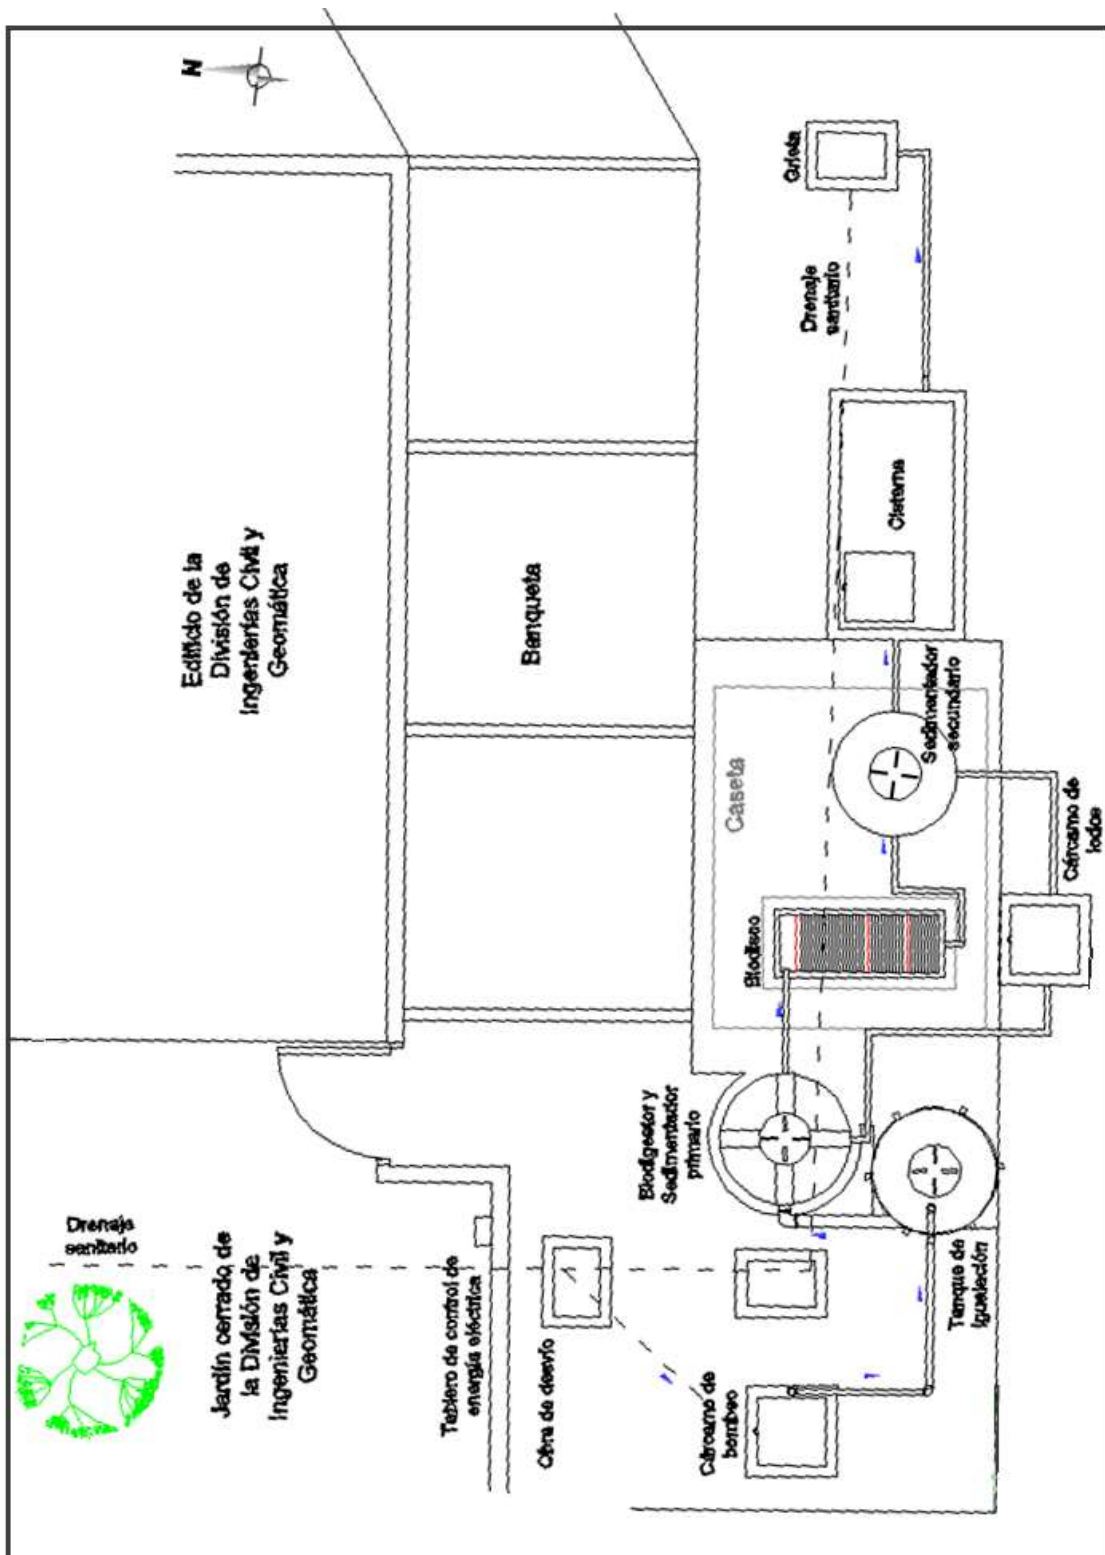 N
Edificio de la
División de
Ingenierías Civil y
Geomática
Banqueta
Grieta
Drenaje
sanitario
Cisterna
Sedimentador
secundario
Caseta
Cárcamo de
lodos
Biodisco
Biodigestor y
Sedimentador
primario
Drenaje
sanitario
Jardín cerrado de
la División de
Ingenierías Civil y
Geomática
Tablero de control de
energía eléctrica
Obra de desvío
Cárcamo de
bombeo
Tanque de
igualación